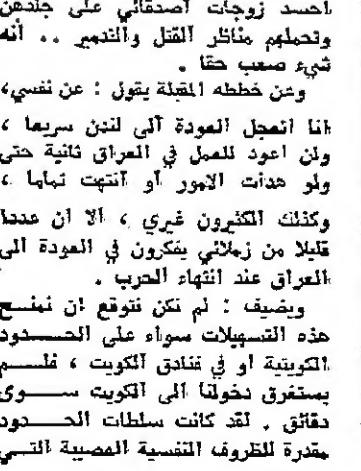 احسد زوجات اصدقائي على جلدهن
وتحملهم مناظر القتل والتدمير .. أنه
شيء صعب حقا .
وعن خططه المقبلة يقول : عن نفسي،
انا اتعجل العودة الى لندن سريعا ،
ولن اعود للعمل في العراق ثانية حتى
ولو هدأت الامور او انتهت تماما ،
وكذلك الكثيرون غيري ، الا ان عددا
قليلا من زملائي يفكرون في العودة الى
العراق عند انتهاء الحرب .
ويضيف : لم نكن نتوقع ان نمنح
هذه التسهيلات سواء على الحدود
الكويتية او في فنادق الكويت ، فلم
يستغرق دخولنا الى الكويت سوى
دقائق . لقد كانت سلطات الحدود
مقدرة للظروف النفسية العصيبة التي